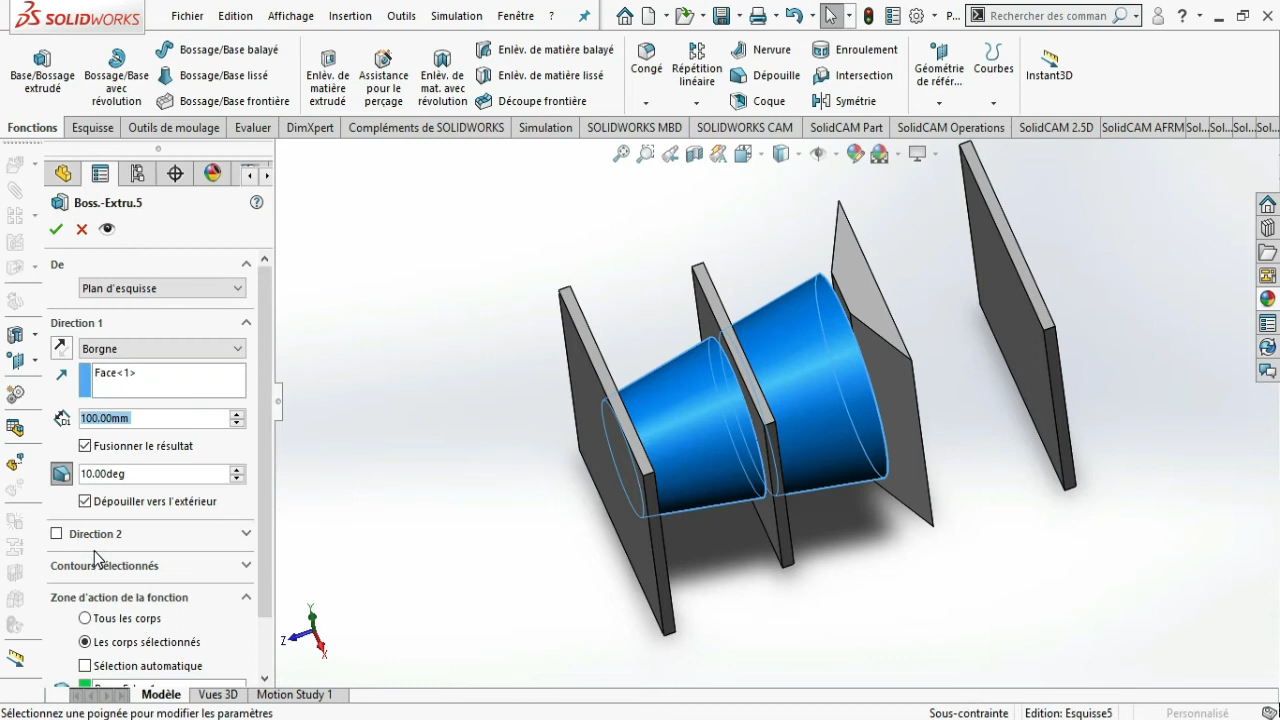 SOLIDWORKS
Fichier Edition Affichage Insertion Outils Simulation Fenêtre ?
P...
Rechercher des comman
?
Base/Bossage extrudé
Bossage/Base avec révolution
Bossage/Base balayé
Bossage/Base lissé
Bossage/Base frontière
Enlèv. de matière extrudé
Assistance pour le perçage
Enlèv. de mat. avec révolution
Enlèv. de matière balayé
Enlèv. de matière lissé
Découpe frontière
Congé
Répétition linéaire
Nervure
Dépouille
Coque
Enroulement
Intersection
Symétrie
Géométrie de référ...
Courbes
Instant3D
Fonctions Esquisse Outils de moulage Evaluer DimXpert Compléments de SOLIDWORKS Simulation SOLIDWORKS MBD SOLIDWORKS CAM SolidCAM Part SolidCAM Operations SolidCAM 2.5D SolidCAM AFRM Sol... Sol... Sol... Sol...
Boss.-Extru.5
De
Plan d'esquisse
Direction 1
Borgne
Face<1>
D1
100.00mm
Fusionner le résultat
10.00deg
Dépouiller vers l'extérieur
Direction 2
Contours sélectionnés
Zone d'action de la fonction
Tous les corps
Les corps sélectionnés
Sélection automatique
Y
Z
X
Modèle Vues 3D Motion Study 1
Sélectionnez une poignée pour modifier les paramètres
Sous-contrainte Edition: Esquisse5 Personnalisé